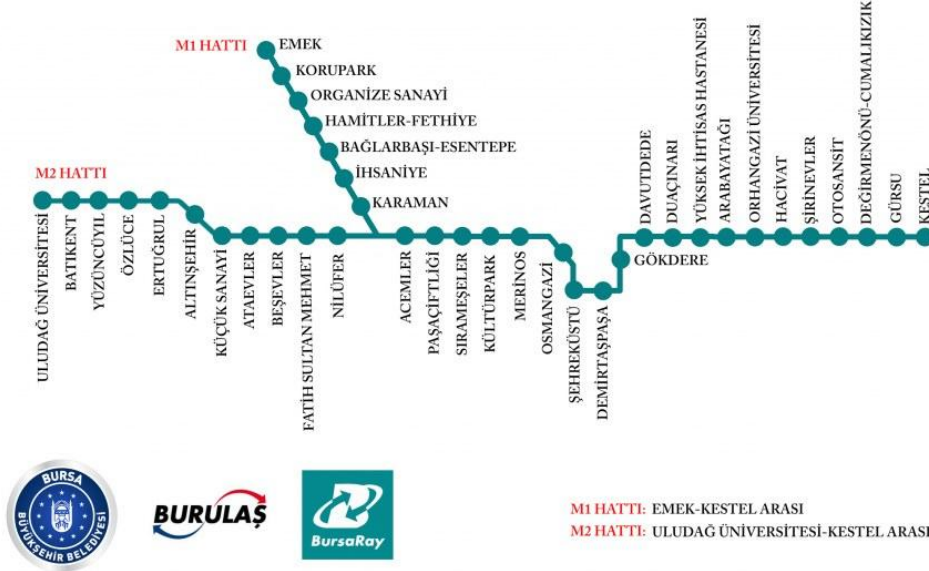 M1 HATTI
EMEK
KORUPARK
ORGANİZE SANAYİ
HAMİTLER-FETHİYE
BAĞLARBAŞI-ESENTEPE
İHSANİYE
KARAMAN
M2 HATTI
ULUDAĞ ÜNİVERSİTESİ
BATIKENT
YÜZÜNCÜYIL
ÖZLÜCE
ERTUĞRUL
ALTINŞEHİR
KÜÇÜK SANAYİ
ATAEVLER
BEŞEVLER
FATİH SULTAN MEHMET
NİLÜFER
ACEMLER
PAŞAÇİFTLİĞİ
SIRAMEŞELER
KÜLTÜRPARK
MERİNOS
OSMANGAZİ
ŞEHREKÜSTÜ
DEMİRTAŞPAŞA
GÖKDERE
DAVUTDEDE
DUAÇINARI
YÜKSEK İHTİSAS HASTANESİ
ARABAYATAĞI
ORHANGAZİ ÜNİVERSİTESİ
HACİVAT
ŞİRİNEVLER
OTOSANSİT
DEĞİRMENÖNÜ-CUMALIKIZIK
GÜRSU
KESTEL
BURSA
BÜYÜKŞEHİR BELEDİYESİ
BURULAŞ
BursaRay
M1 HATTI: EMEK-KESTEL ARASI
M2 HATTI: ULUDAĞ ÜNİVERSİTESİ-KESTEL ARASI